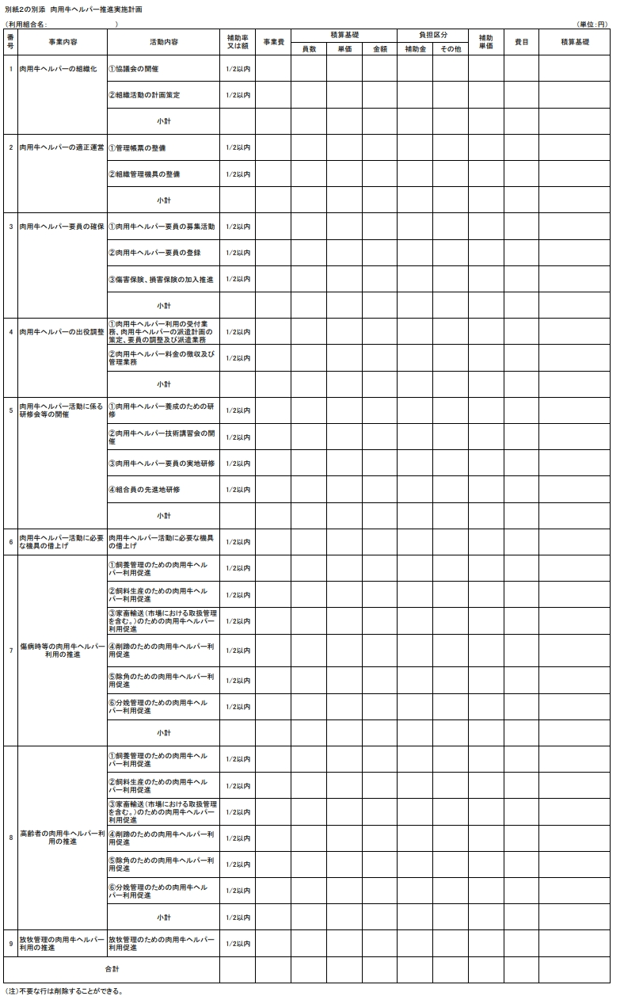 別紙2の別添　肉用牛ヘルパー推進実施計画
（利用組合名：　　　　　　　　　　　）　（単位：円）
番号　事業内容　活動内容　補助率又は額　事業費　積算基礎　負担区分　補助単価　費目　積算基礎
員数　単価　金額　補助金　その他
1　肉用牛ヘルパーの組織化　①協議会の開催　1/2以内
②組織活動の計画策定　1/2以内
小計
2　肉用牛ヘルパーの適正運営　①管理帳票の整備　1/2以内
②組織管理機具の整備　1/2以内
小計
3　肉用牛ヘルパー要員の確保　①肉用牛ヘルパー要員の募集活動　1/2以内
②肉用牛ヘルパー要員の登録　1/2以内
③傷害保険、損害保険の加入推進　1/2以内
小計
4　肉用牛ヘルパーの出役調整　①肉用牛ヘルパー利用の受付業務、肉用牛ヘルパーの派遣計画の策定、要員の調整及び派遣業務　1/2以内
②肉用牛ヘルパー料金の徴収及び管理業務　1/2以内
小計
5　肉用牛ヘルパー活動に係る研修会等の開催　①肉用牛ヘルパー養成のための研修　1/2以内
②肉用牛ヘルパー技術講習会の開催　1/2以内
③肉用牛ヘルパー要員の実地研修　1/2以内
④組合員の先進地研修　1/2以内
小計
6　肉用牛ヘルパー活動に必要な機具の借上げ　肉用牛ヘルパー活動に必要な機具の借上げ　1/2以内
7　傷病時等の肉用牛ヘルパー利用の推進　①飼養管理のための肉用牛ヘルパー利用促進　1/2以内
②飼料生産のための肉用牛ヘルパー利用促進　1/2以内
③家畜輸送（市場における取扱管理を含む。）のための肉用牛ヘルパー利用促進　1/2以内
④削蹄のための肉用牛ヘルパー利用促進　1/2以内
⑤除角のための肉用牛ヘルパー利用促進　1/2以内
⑥分娩管理のための肉用牛ヘルパー利用促進　1/2以内
小計
8　高齢者の肉用牛ヘルパー利用の推進　①飼養管理のための肉用牛ヘルパー利用促進　1/2以内
②飼料生産のための肉用牛ヘルパー利用促進　1/2以内
③家畜輸送（市場における取扱管理を含む。）のための肉用牛ヘルパー利用促進　1/2以内
④削蹄のための肉用牛ヘルパー利用促進　1/2以内
⑤除角のための肉用牛ヘルパー利用促進　1/2以内
⑥分娩管理のための肉用牛ヘルパー利用促進　1/2以内
小計　1/2以内
9　放牧管理の肉用牛ヘルパー利用の推進　放牧管理のための肉用牛ヘルパー利用促進　1/2以内
合計
（注）不要な行は削除することができる。